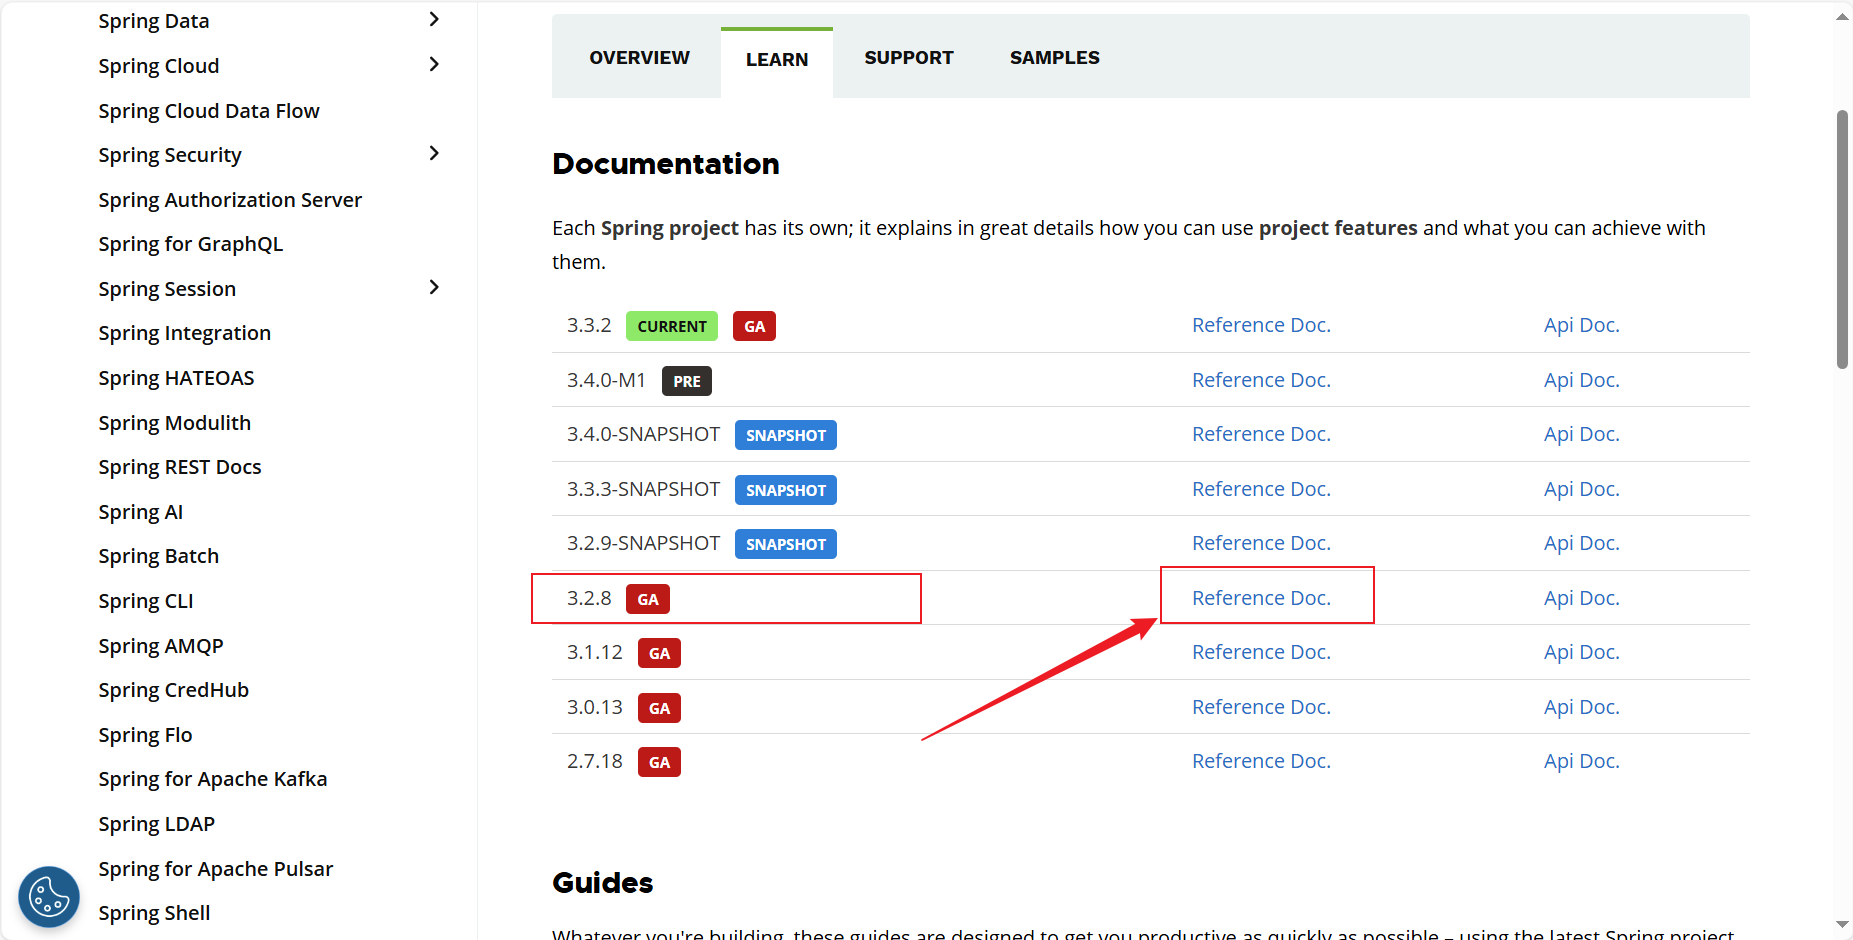 Spring Data
Spring Cloud
Spring Cloud Data Flow
Spring Security
Spring Authorization Server
Spring for GraphQL
Spring Session
Spring Integration
Spring HATEOAS
Spring Modulith
Spring REST Docs
Spring AI
Spring Batch
Spring CLI
Spring AMQP
Spring CredHub
Spring Flo
Spring for Apache Kafka
Spring LDAP
Spring for Apache Pulsar
Spring Shell
OVERVIEW LEARN SUPPORT SAMPLES
Documentation
Each Spring project has its own; it explains in great details how you can use project features and what you can achieve with
them.
3.3.2 CURRENT GA Reference Doc. Api Doc.
3.4.0-M1 PRE Reference Doc. Api Doc.
3.4.0-SNAPSHOT SNAPSHOT Reference Doc. Api Doc.
3.3.3-SNAPSHOT SNAPSHOT Reference Doc. Api Doc.
3.2.9-SNAPSHOT SNAPSHOT Reference Doc. Api Doc.
3.2.8 GA Reference Doc. Api Doc.
3.1.12 GA Reference Doc. Api Doc.
3.0.13 GA Reference Doc. Api Doc.
2.7.18 GA Reference Doc. Api Doc.
Guides
Whatever you're building, these guides are designed to get you productive as quickly as possible – using the latest Spring project